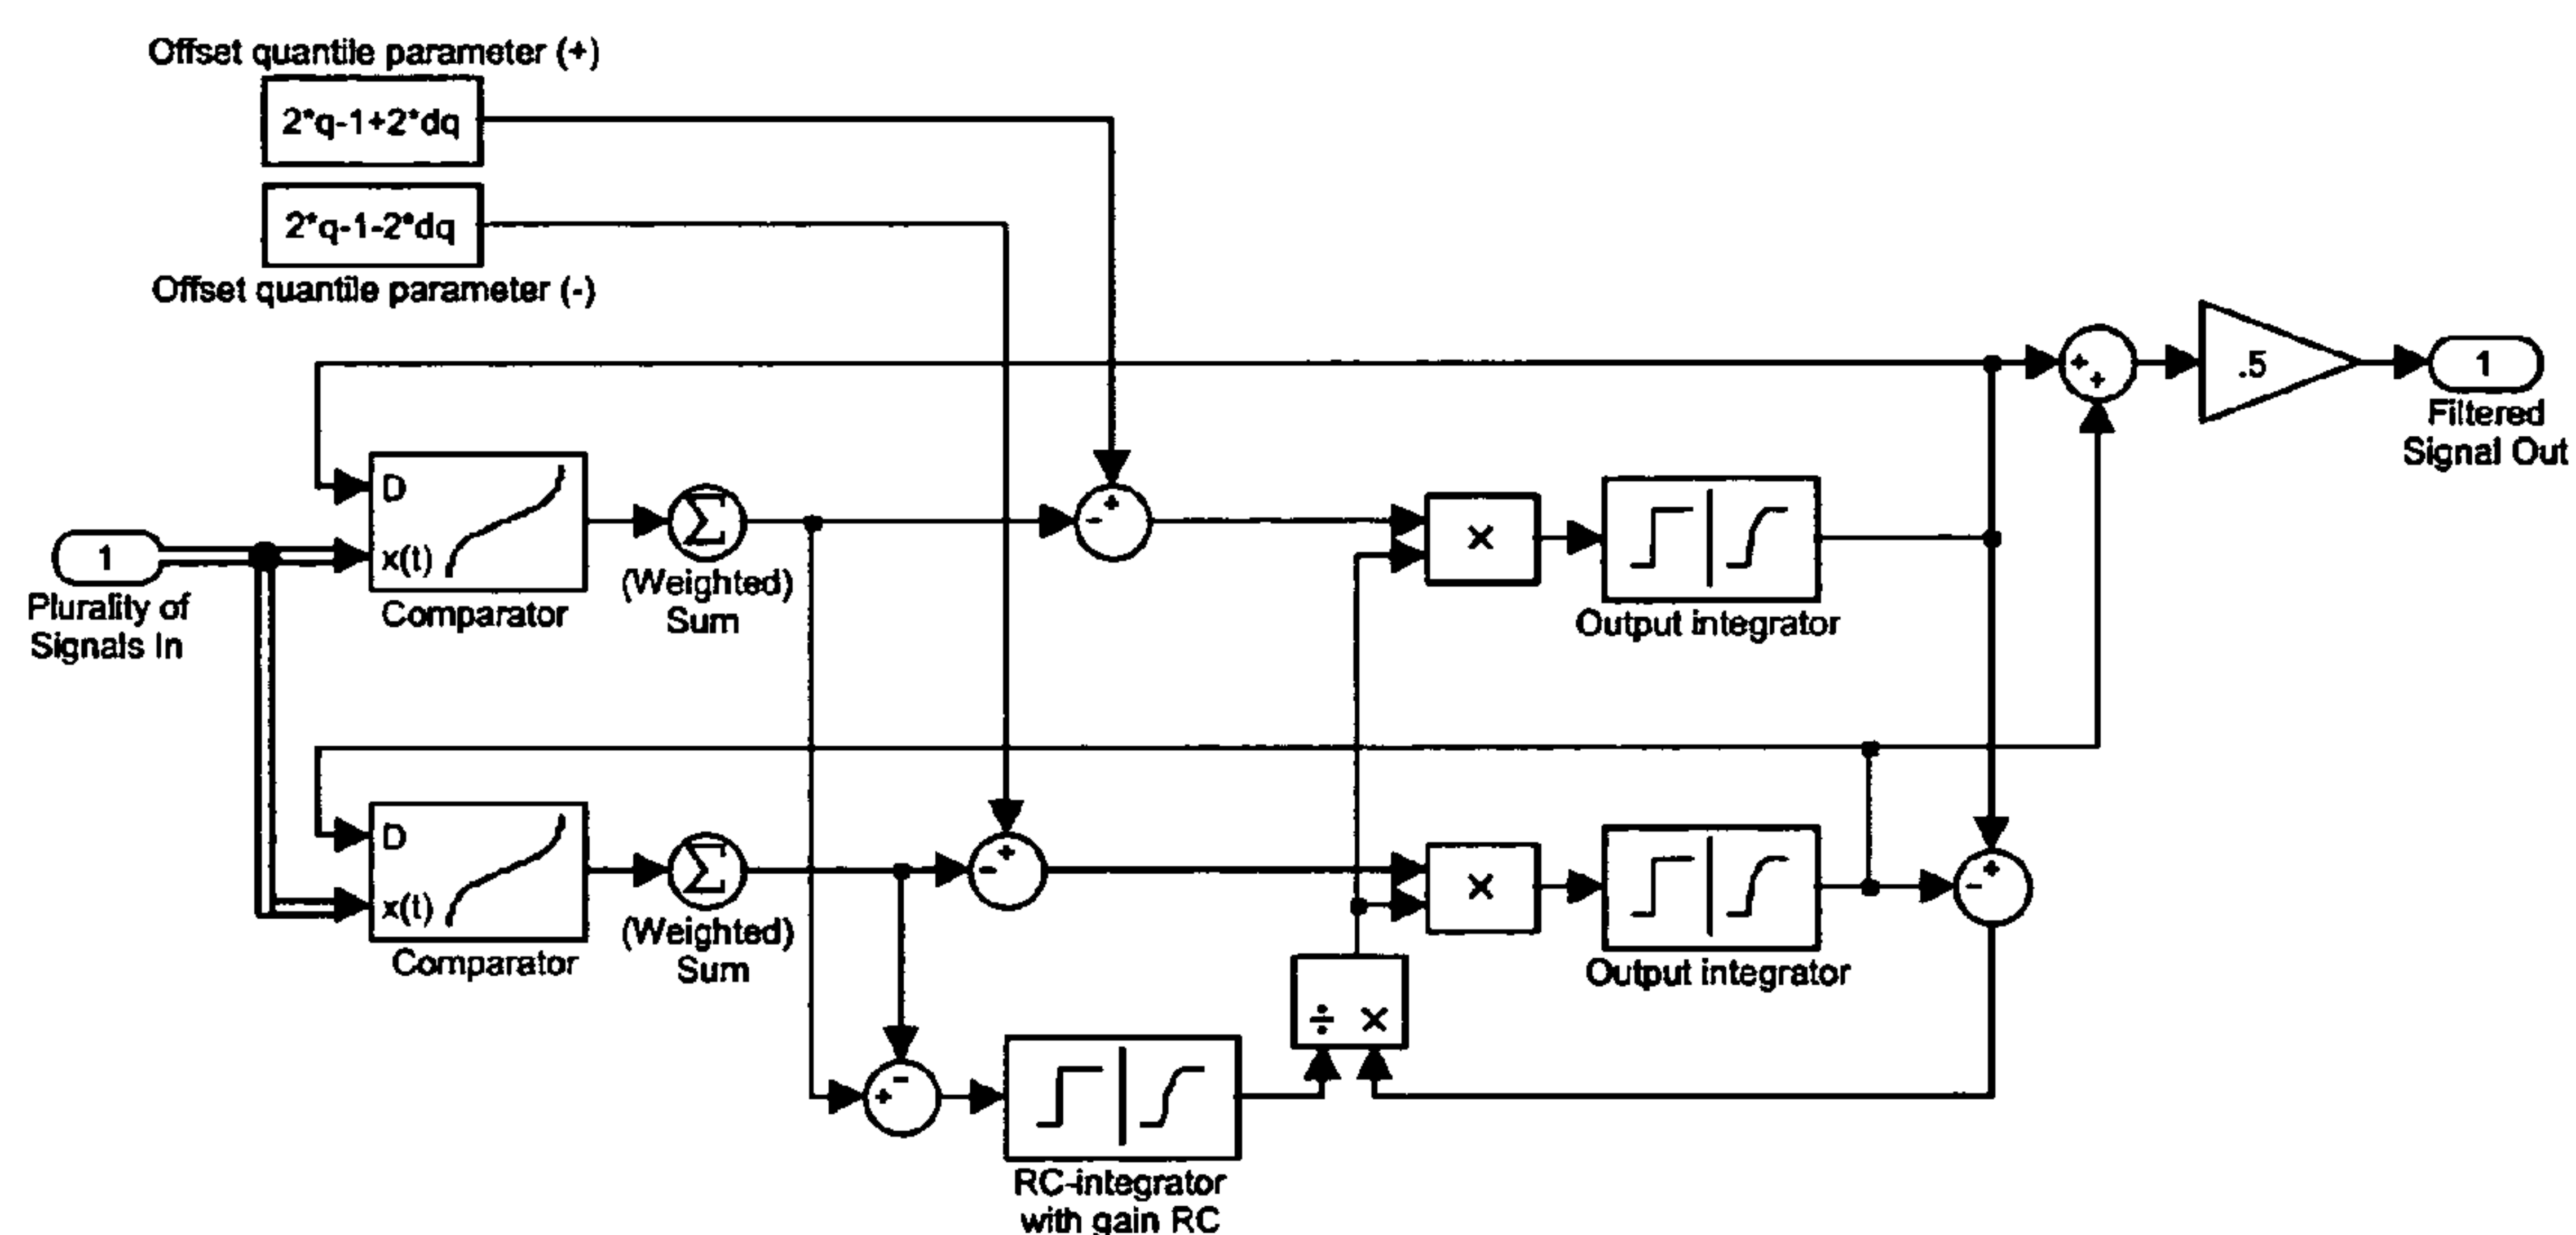 Offset quantile parameter (+)
2*q-1+2*dq
2*q-1-2*dq
Offset quantile parameter (-)
+
+
.5
1
Filtered
Signal Out
D
x(t)
Comparator
Σ
(Weighted)
Sum
+
-
×
Output integrator
1
Plurality of
Signals In
D
x(t)
Comparator
Σ
(Weighted)
Sum
+
-
×
Output integrator
+
-
÷ ×
-
+
RC-integrator
with gain RC